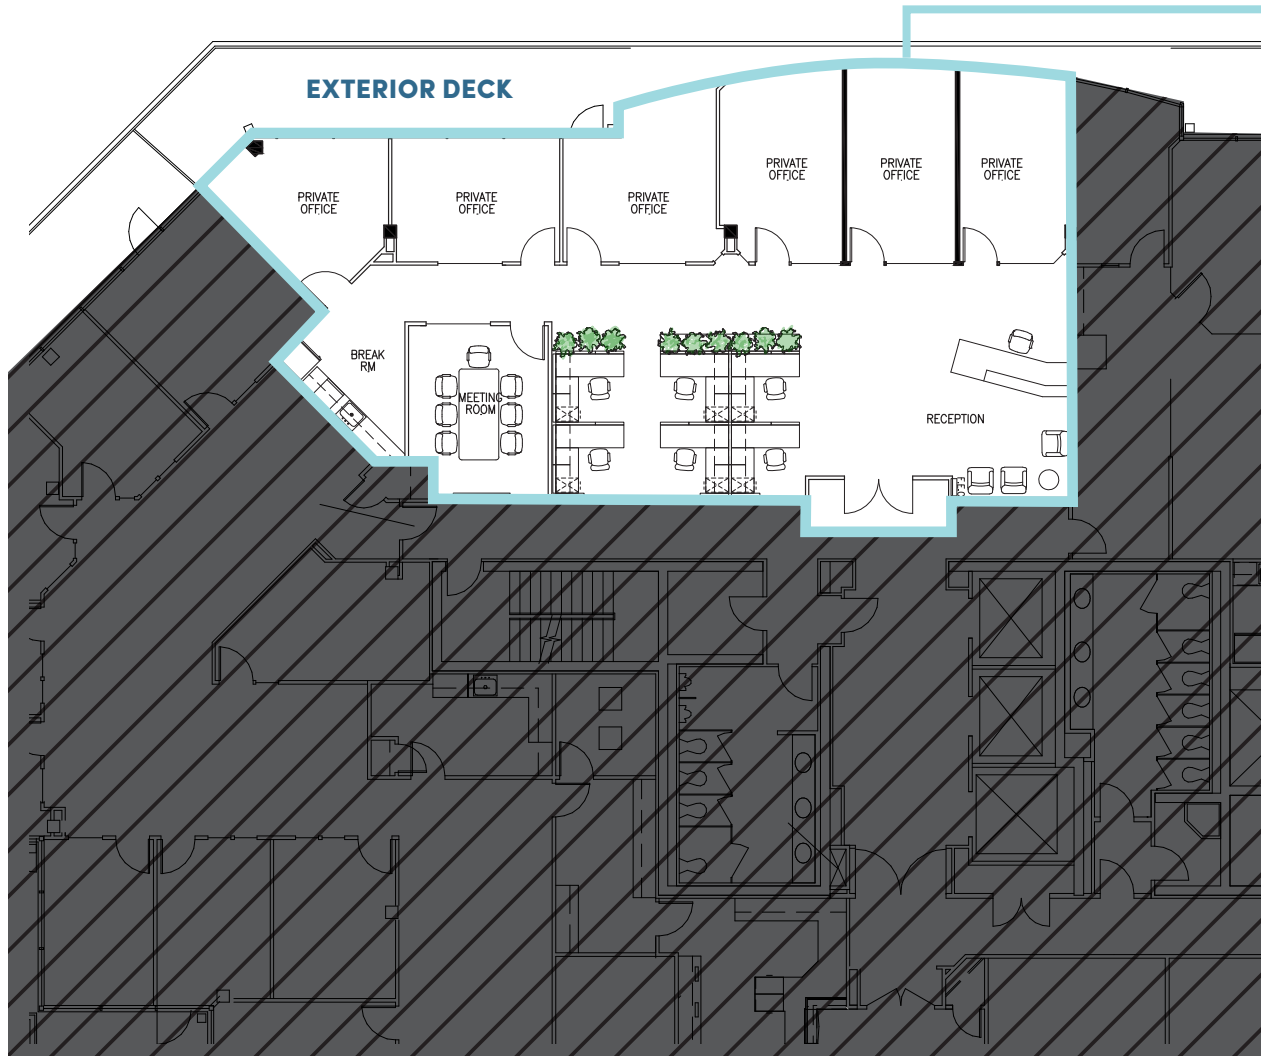 EXTERIOR DECK
PRIVATE
OFFICE
PRIVATE
OFFICE
PRIVATE
OFFICE
PRIVATE
OFFICE
PRIVATE
OFFICE
PRIVATE
OFFICE
BREAK
RM
MEETING
ROOM
RECEPTION